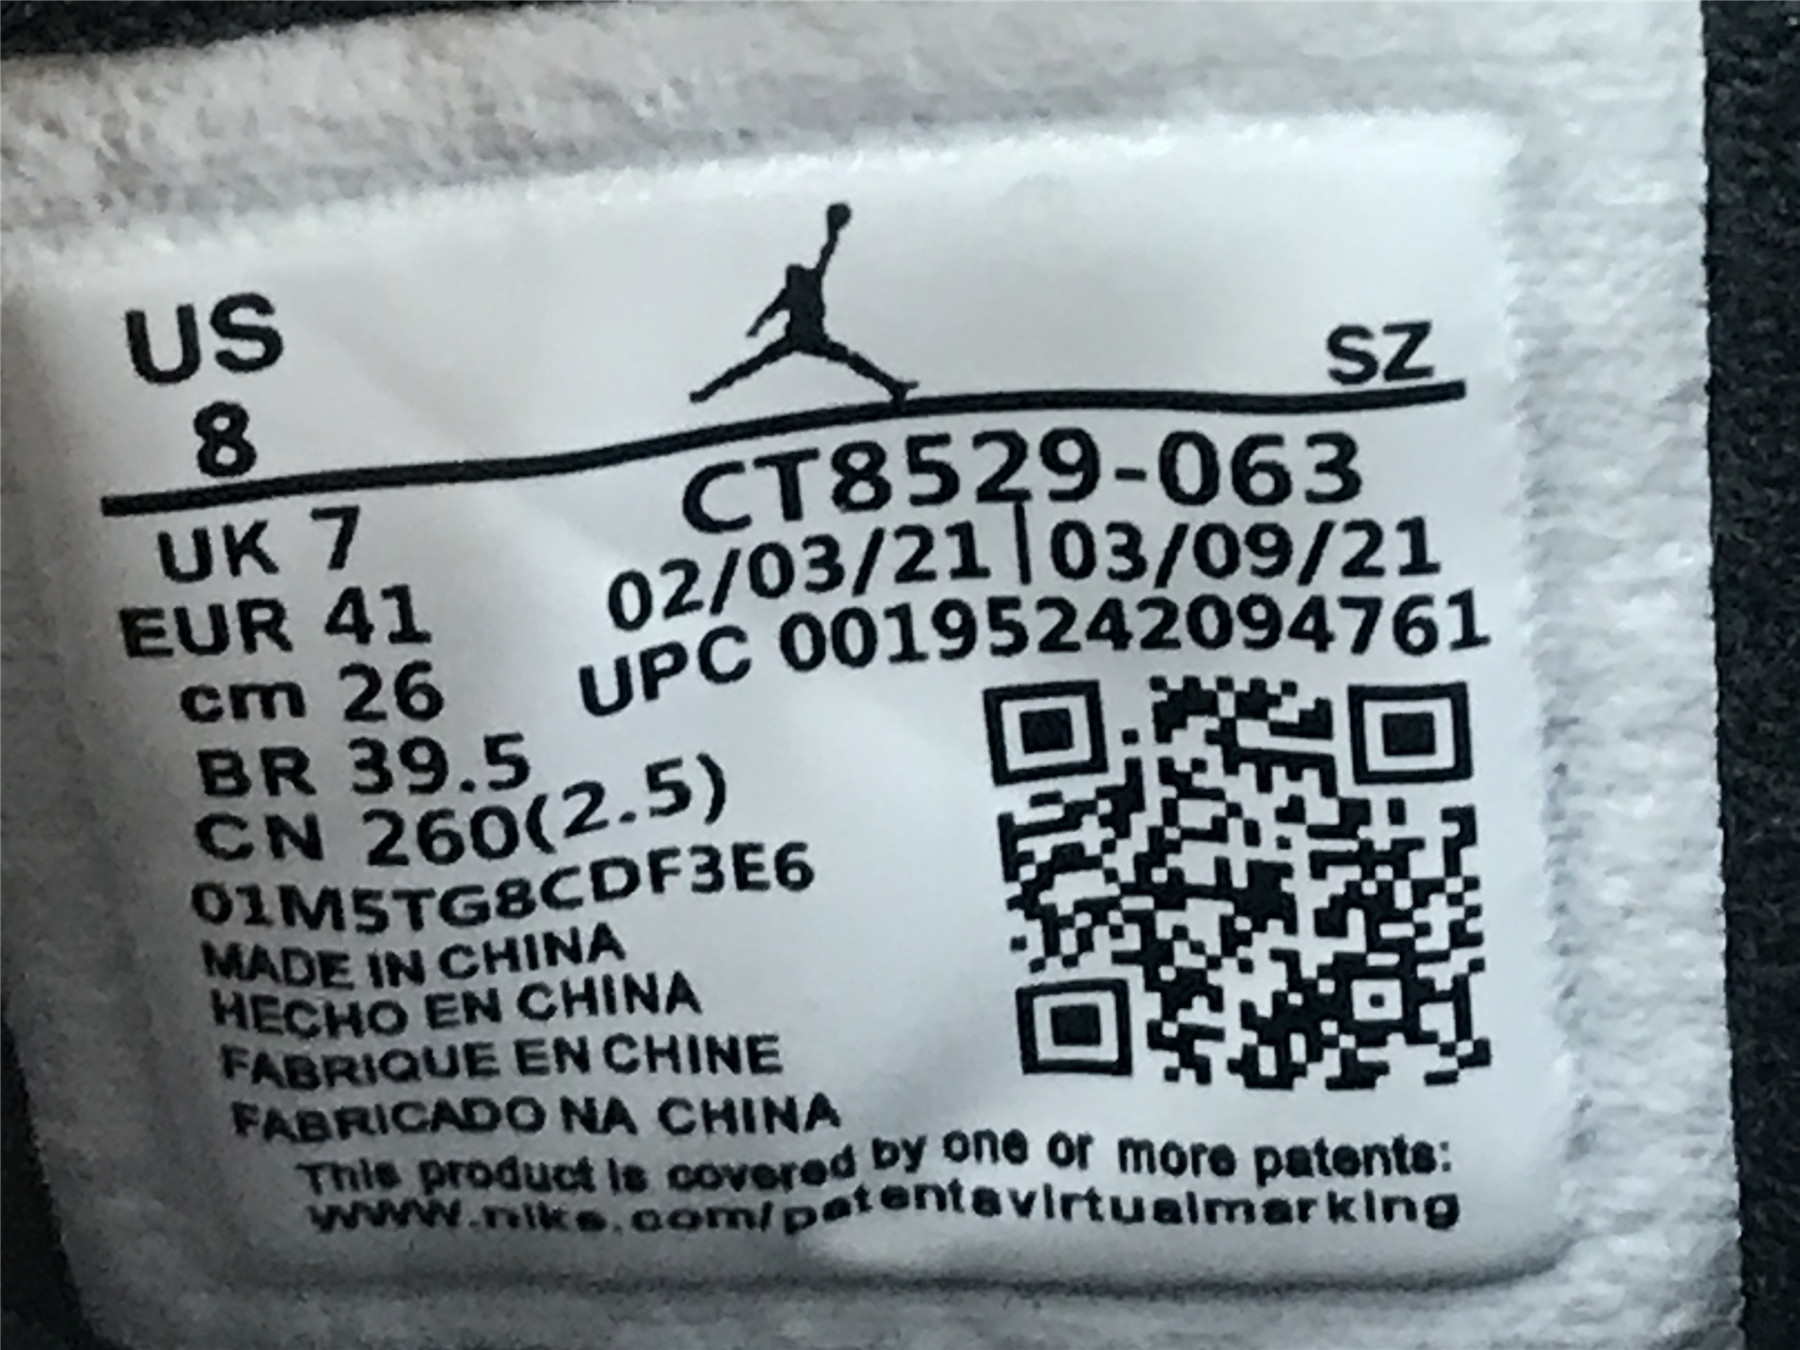 US
8
SZ
CT8529-063
02/03/21|03/09/21
UPC 00195242094761
UK 7
EUR 41
cm 26
BR 39.5
CN 260(2.5)
01M5TG8CDF3E6
MADE IN CHINA
HECHO EN CHINA
FABRIQUE EN CHINE
FABRICADO NA CHINA
This product is covered by one or more patents:
www.nike.com/patentsvirtualmarking